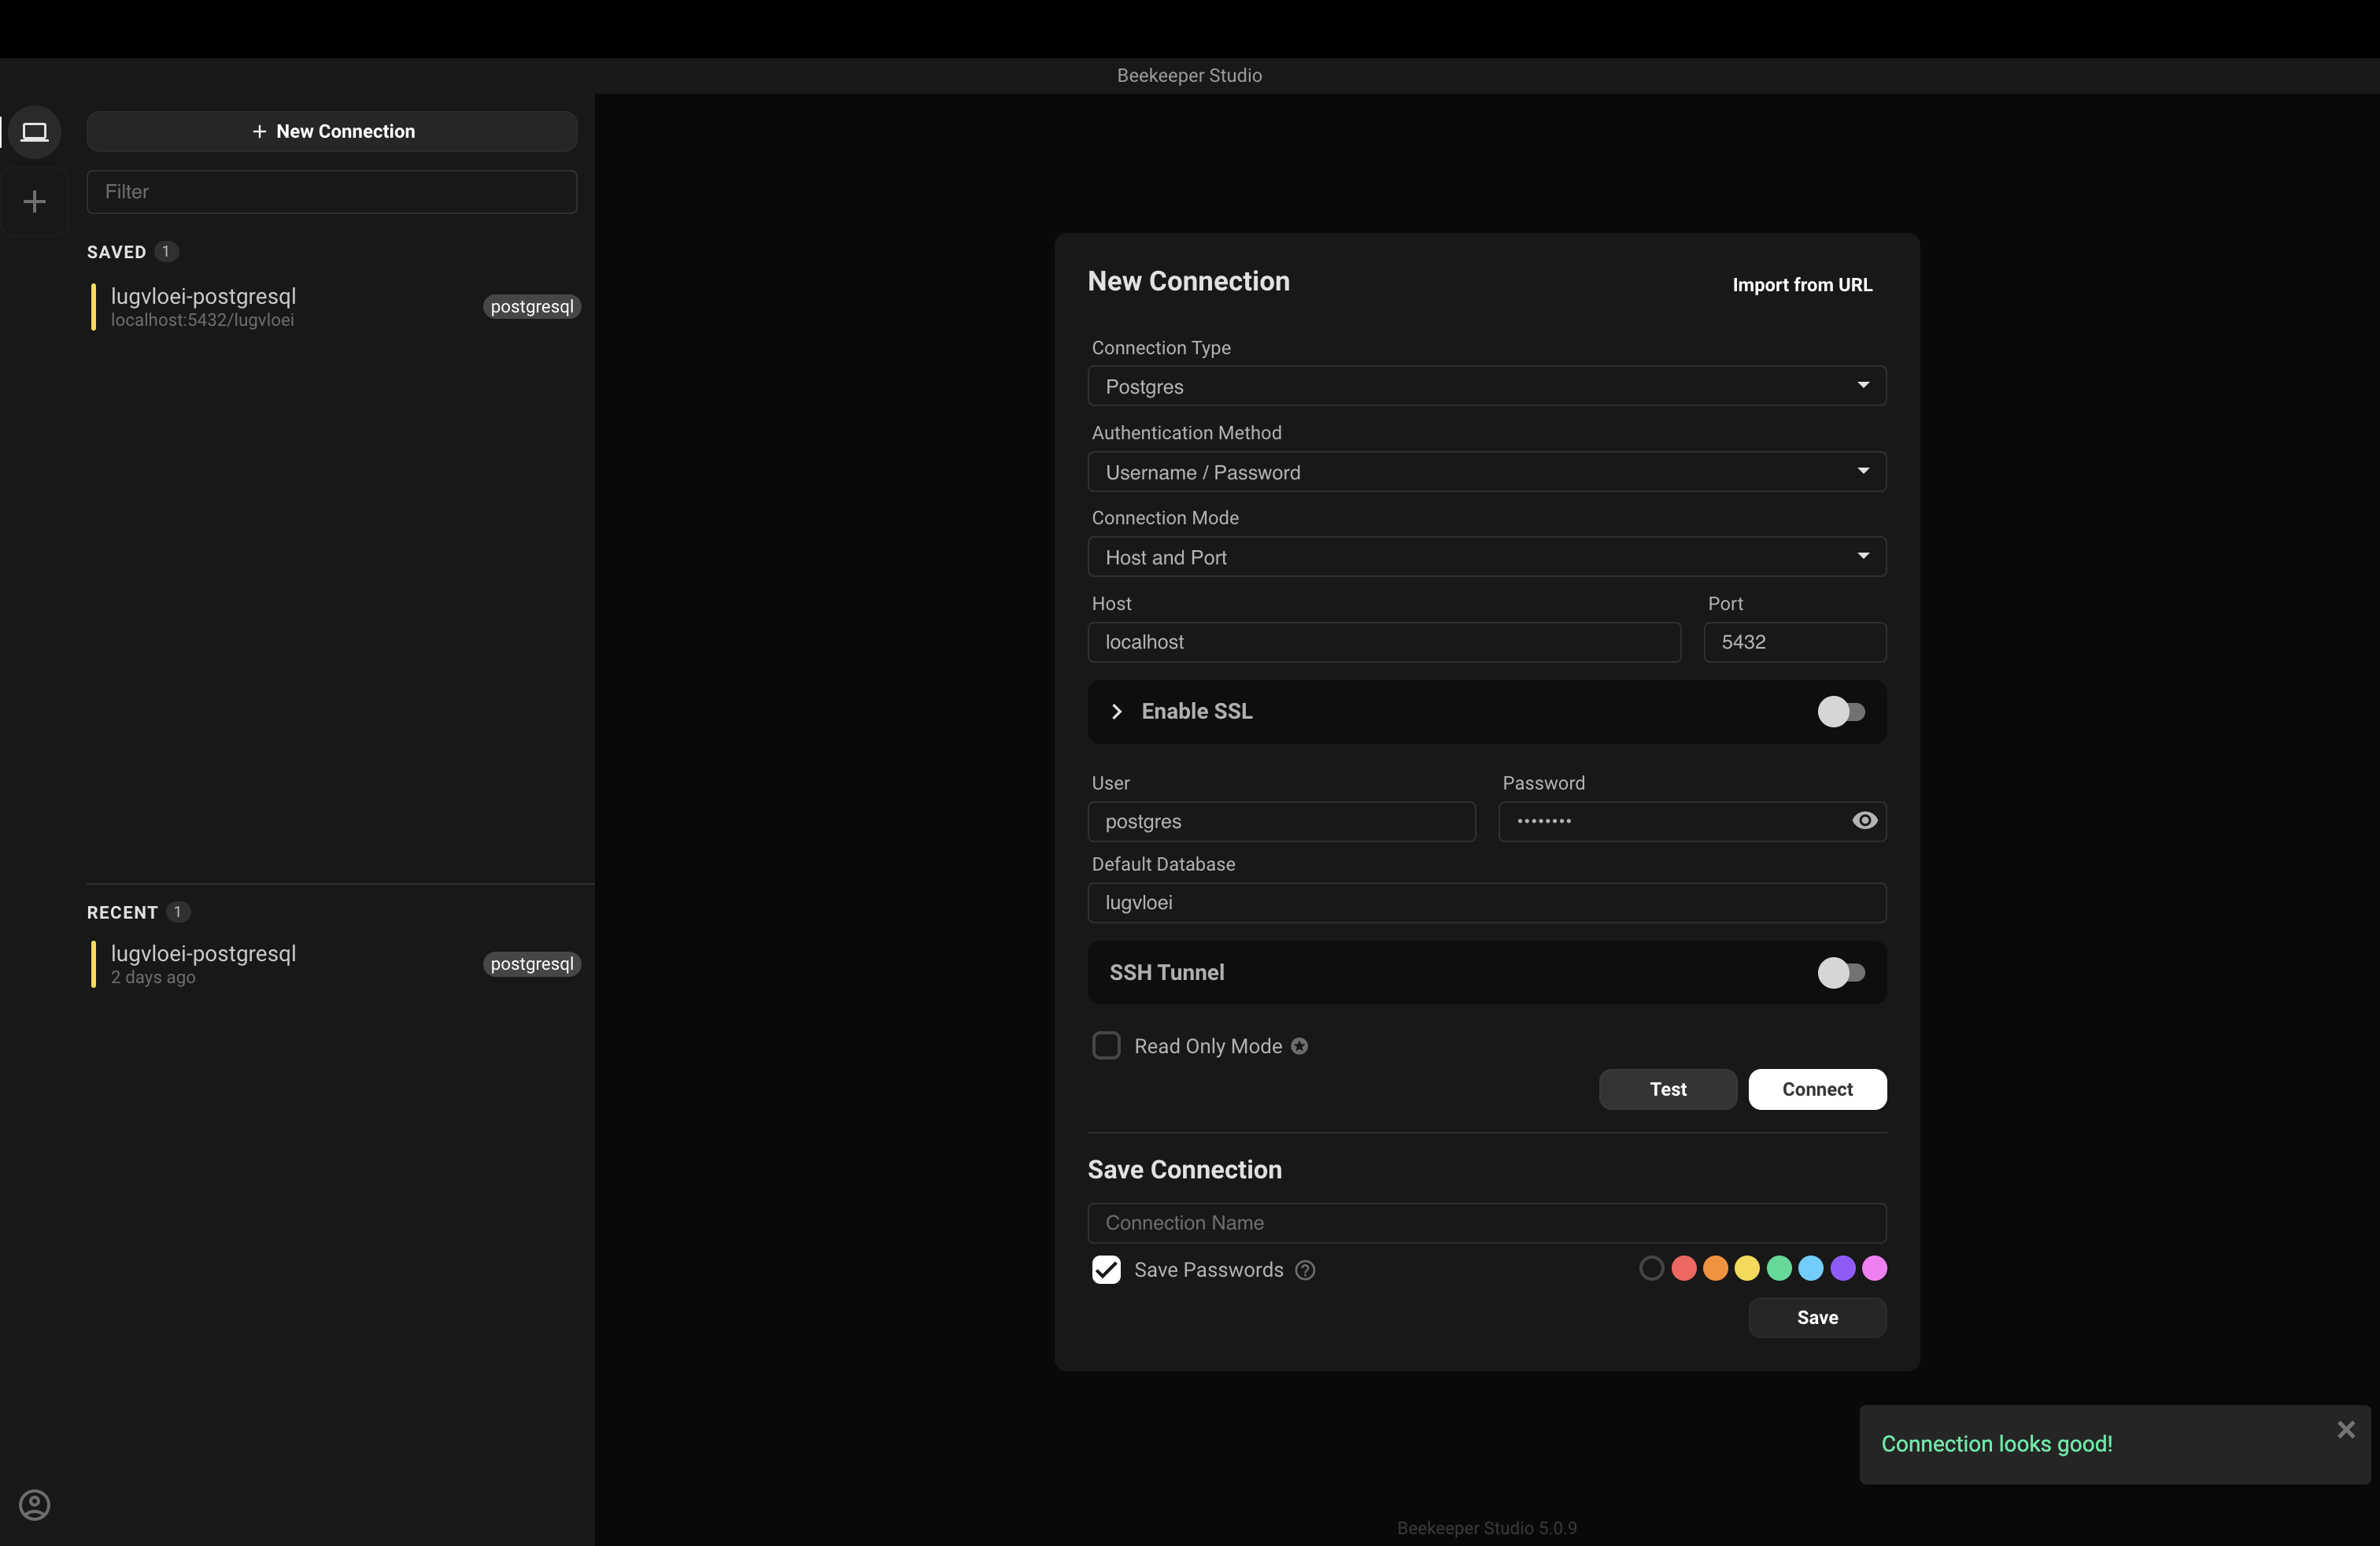 Beekeeper Studio
+ New Connection
Filter
SAVED 1
lugvloei-postgresql
localhost:5432/lugvloei
postgresql
RECENT 1
lugvloei-postgresql
2 days ago
postgresql
New Connection
Import from URL
Connection Type
Postgres
Authentication Method
Username / Password
Connection Mode
Host and Port
Host
Port
localhost
5432
Enable SSL
User
Password
postgres
••••••••
Default Database
lugvloei
SSH Tunnel
Read Only Mode
Test
Connect
Save Connection
Connection Name
Save Passwords
Save
Connection looks good!
Beekeeper Studio 5.0.9